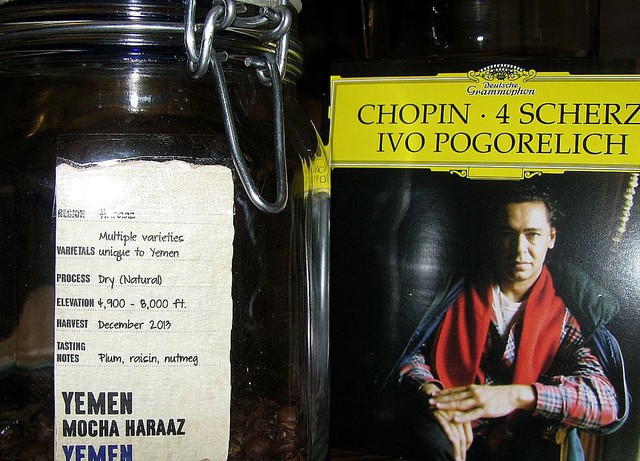 REGION
Multiple varieties
VARIETALS unique to Yemen
PROCESS Dry (Natural)
ELEVATION 4,900 - 8,000 ft.
HARVEST December 2013
TASTING
NOTES Plum, raisin, nutmeg
YEMEN
MOCHA HARAAZ
YEMEN
Deutsche
Grammophon
CHOPIN · 4 SCHERZ
IVO POGORELICH